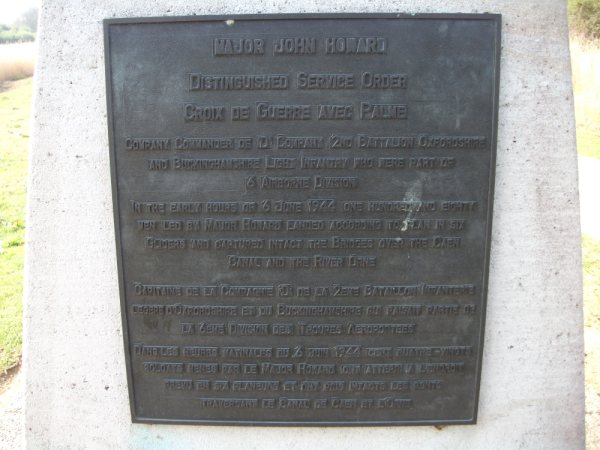 MAJOR JOHN HOWARD
DISTINGUISHED SERVICE ORDER
CROIX DE GUERRE AVEC PALME
COMPANY COMMANDER OF 'D' COMPANY 2ND BATTALION OXFORDSHIRE
AND BUCKINGHAMSHIRE LIGHT INFANTRY WHO WERE PART OF
6 AIRBORNE DIVISION
IN THE EARLY HOURS OF 6 JUNE 1944 ONE HUNDRED AND EIGHTY
MEN LED BY MAJOR HOWARD LANDED ACCORDING TO PLAN IN SIX
GLIDERS AND CAPTURED INTACT THE BRIDGES OVER THE CAEN
CANAL AND THE RIVER ORNE
CAPITAINE DE LA COMPAGNIE 'D' DE LA 2EME BATAILLON INFANTERIE
LEGERE D'OXFORDSHIRE ET DU BUCKINGHAMSHIRE QUI FAISAIT PARTIE DE
LA 6EME DIVISION DES TROUPES AEROPORTEES
DANS LES HEURES MATINALES DU 6 JUIN 1944 CENT QUATRE-VINGTS
SOLDATS MENES PAR LE MAJOR HOWARD ONT ATTERRI A L'ENDROIT
PREVU EN SIX PLANEURS ET ONT PRIS INTACTS LES PONTS
TRAVERSANT LE CANAL DE CAEN ET L'ORNE